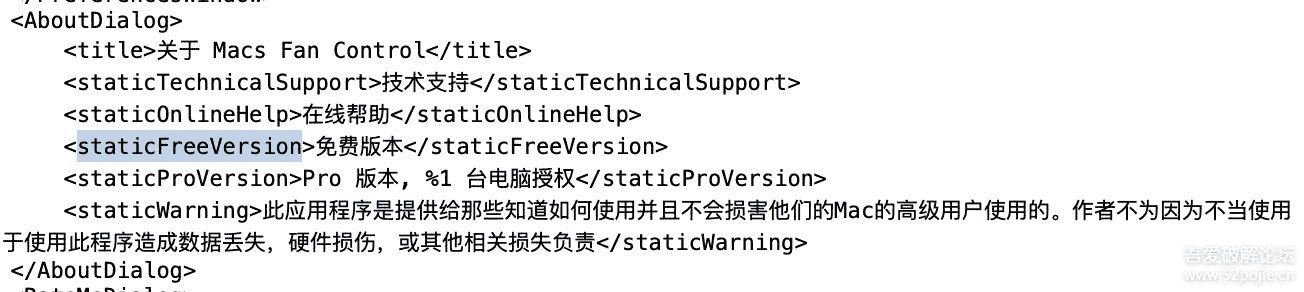 <AboutDialog>
<title>关于 Macs Fan Control</title>
<staticTechnicalSupport>技术支持</staticTechnicalSupport>
<staticOnlineHelp>在线帮助</staticOnlineHelp>
<staticFreeVersion>免费版本</staticFreeVersion>
<staticProVersion>Pro 版本, %1 台电脑授权</staticProVersion>
<staticWarning>此应用程序是提供给那些知道如何使用并且不会损害他们的Mac的高级用户使用的。作者不为因为不当使用
于使用此程序造成数据丢失，硬件损伤，或其他相关损失负责</staticWarning>
</AboutDialog>
吾爱破解论坛
www.52pojie.cn